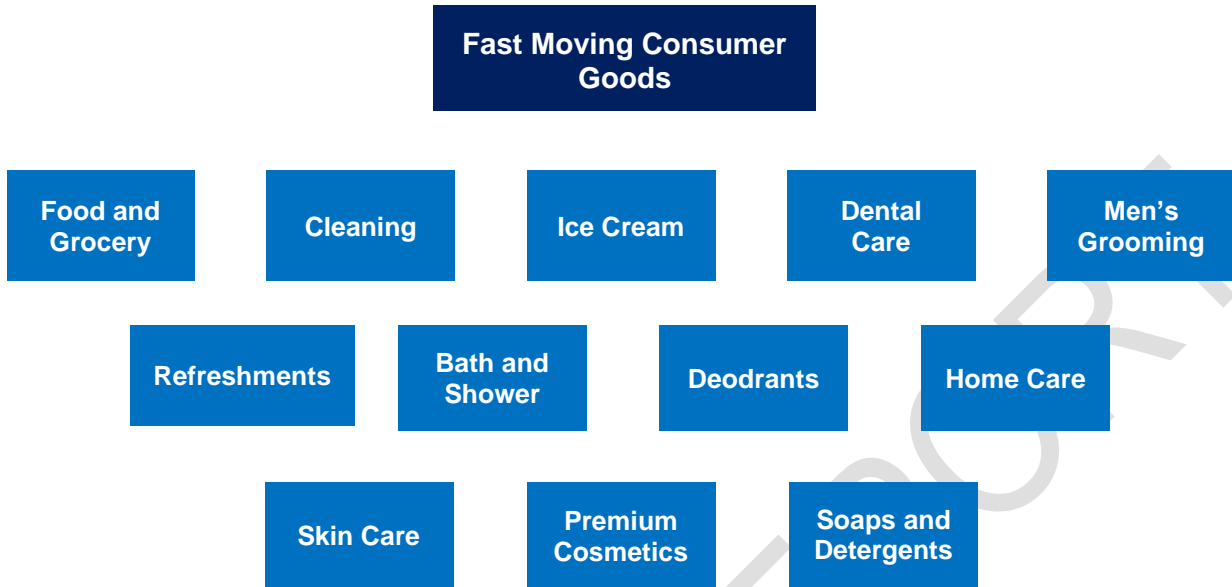 Fast Moving Consumer
Goods
Food and
Grocery
Cleaning
Ice Cream
Dental
Care
Men’s
Grooming
Refreshments
Bath and
Shower
Deodrants
Home Care
Skin Care
Premium
Cosmetics
Soaps and
Detergents